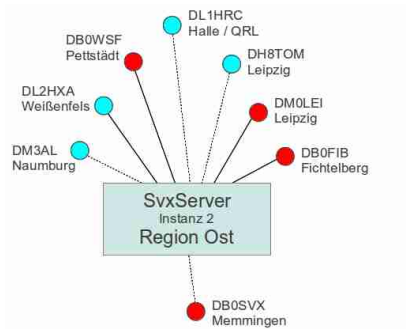 DL1HRC
Halle / QRL
DB0WSF
Pettstädt
DH8TOM
Leipzig
DL2HXA
Weißenfels
DM0LEI
Leipzig
DM3AL
Naumburg
DB0FIB
Fichtelberg
SvxServer
Instanz 2
Region Ost
DB0SVX
Memmingen